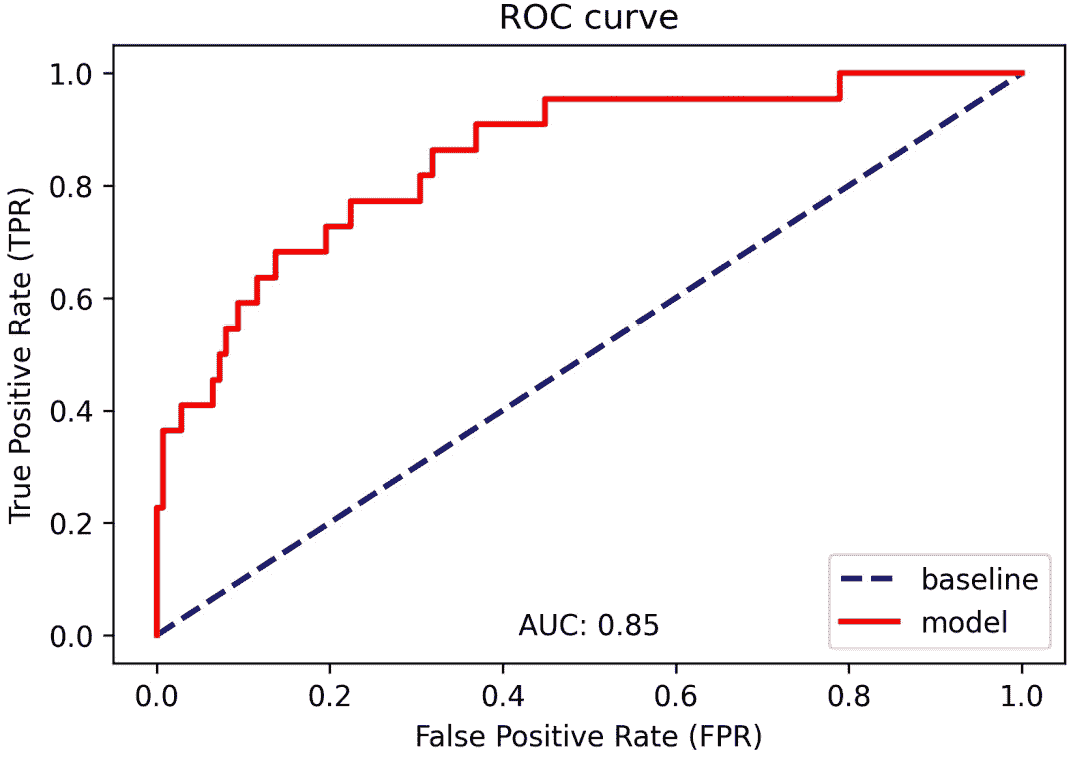 ROC curve
True Positive Rate (TPR)
1.0
0.8
0.6
0.4
0.2
0.0
AUC: 0.85
baseline
model
0.0 0.2 0.4 0.6 0.8 1.0
False Positive Rate (FPR)